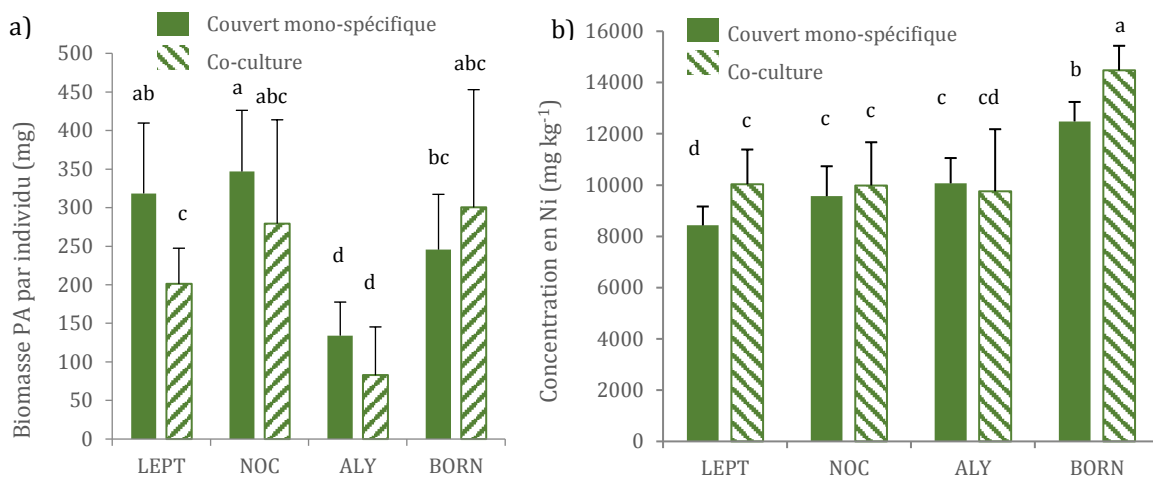 a)
Couvert mono-spécifique
Co-culture
Biomasse PA par individu (mg)
500
450
400
350
300
250
200
150
100
50
0
ab
c
a
abc
d
d
bc
abc
LEPT
NOC
ALY
BORN
b)
Couvert mono-spécifique
Co-culture
Concentration en Ni (mg kg⁻¹)
16000
14000
12000
10000
8000
6000
4000
2000
0
d
c
c
c
c
cd
b
a
LEPT
NOC
ALY
BORN